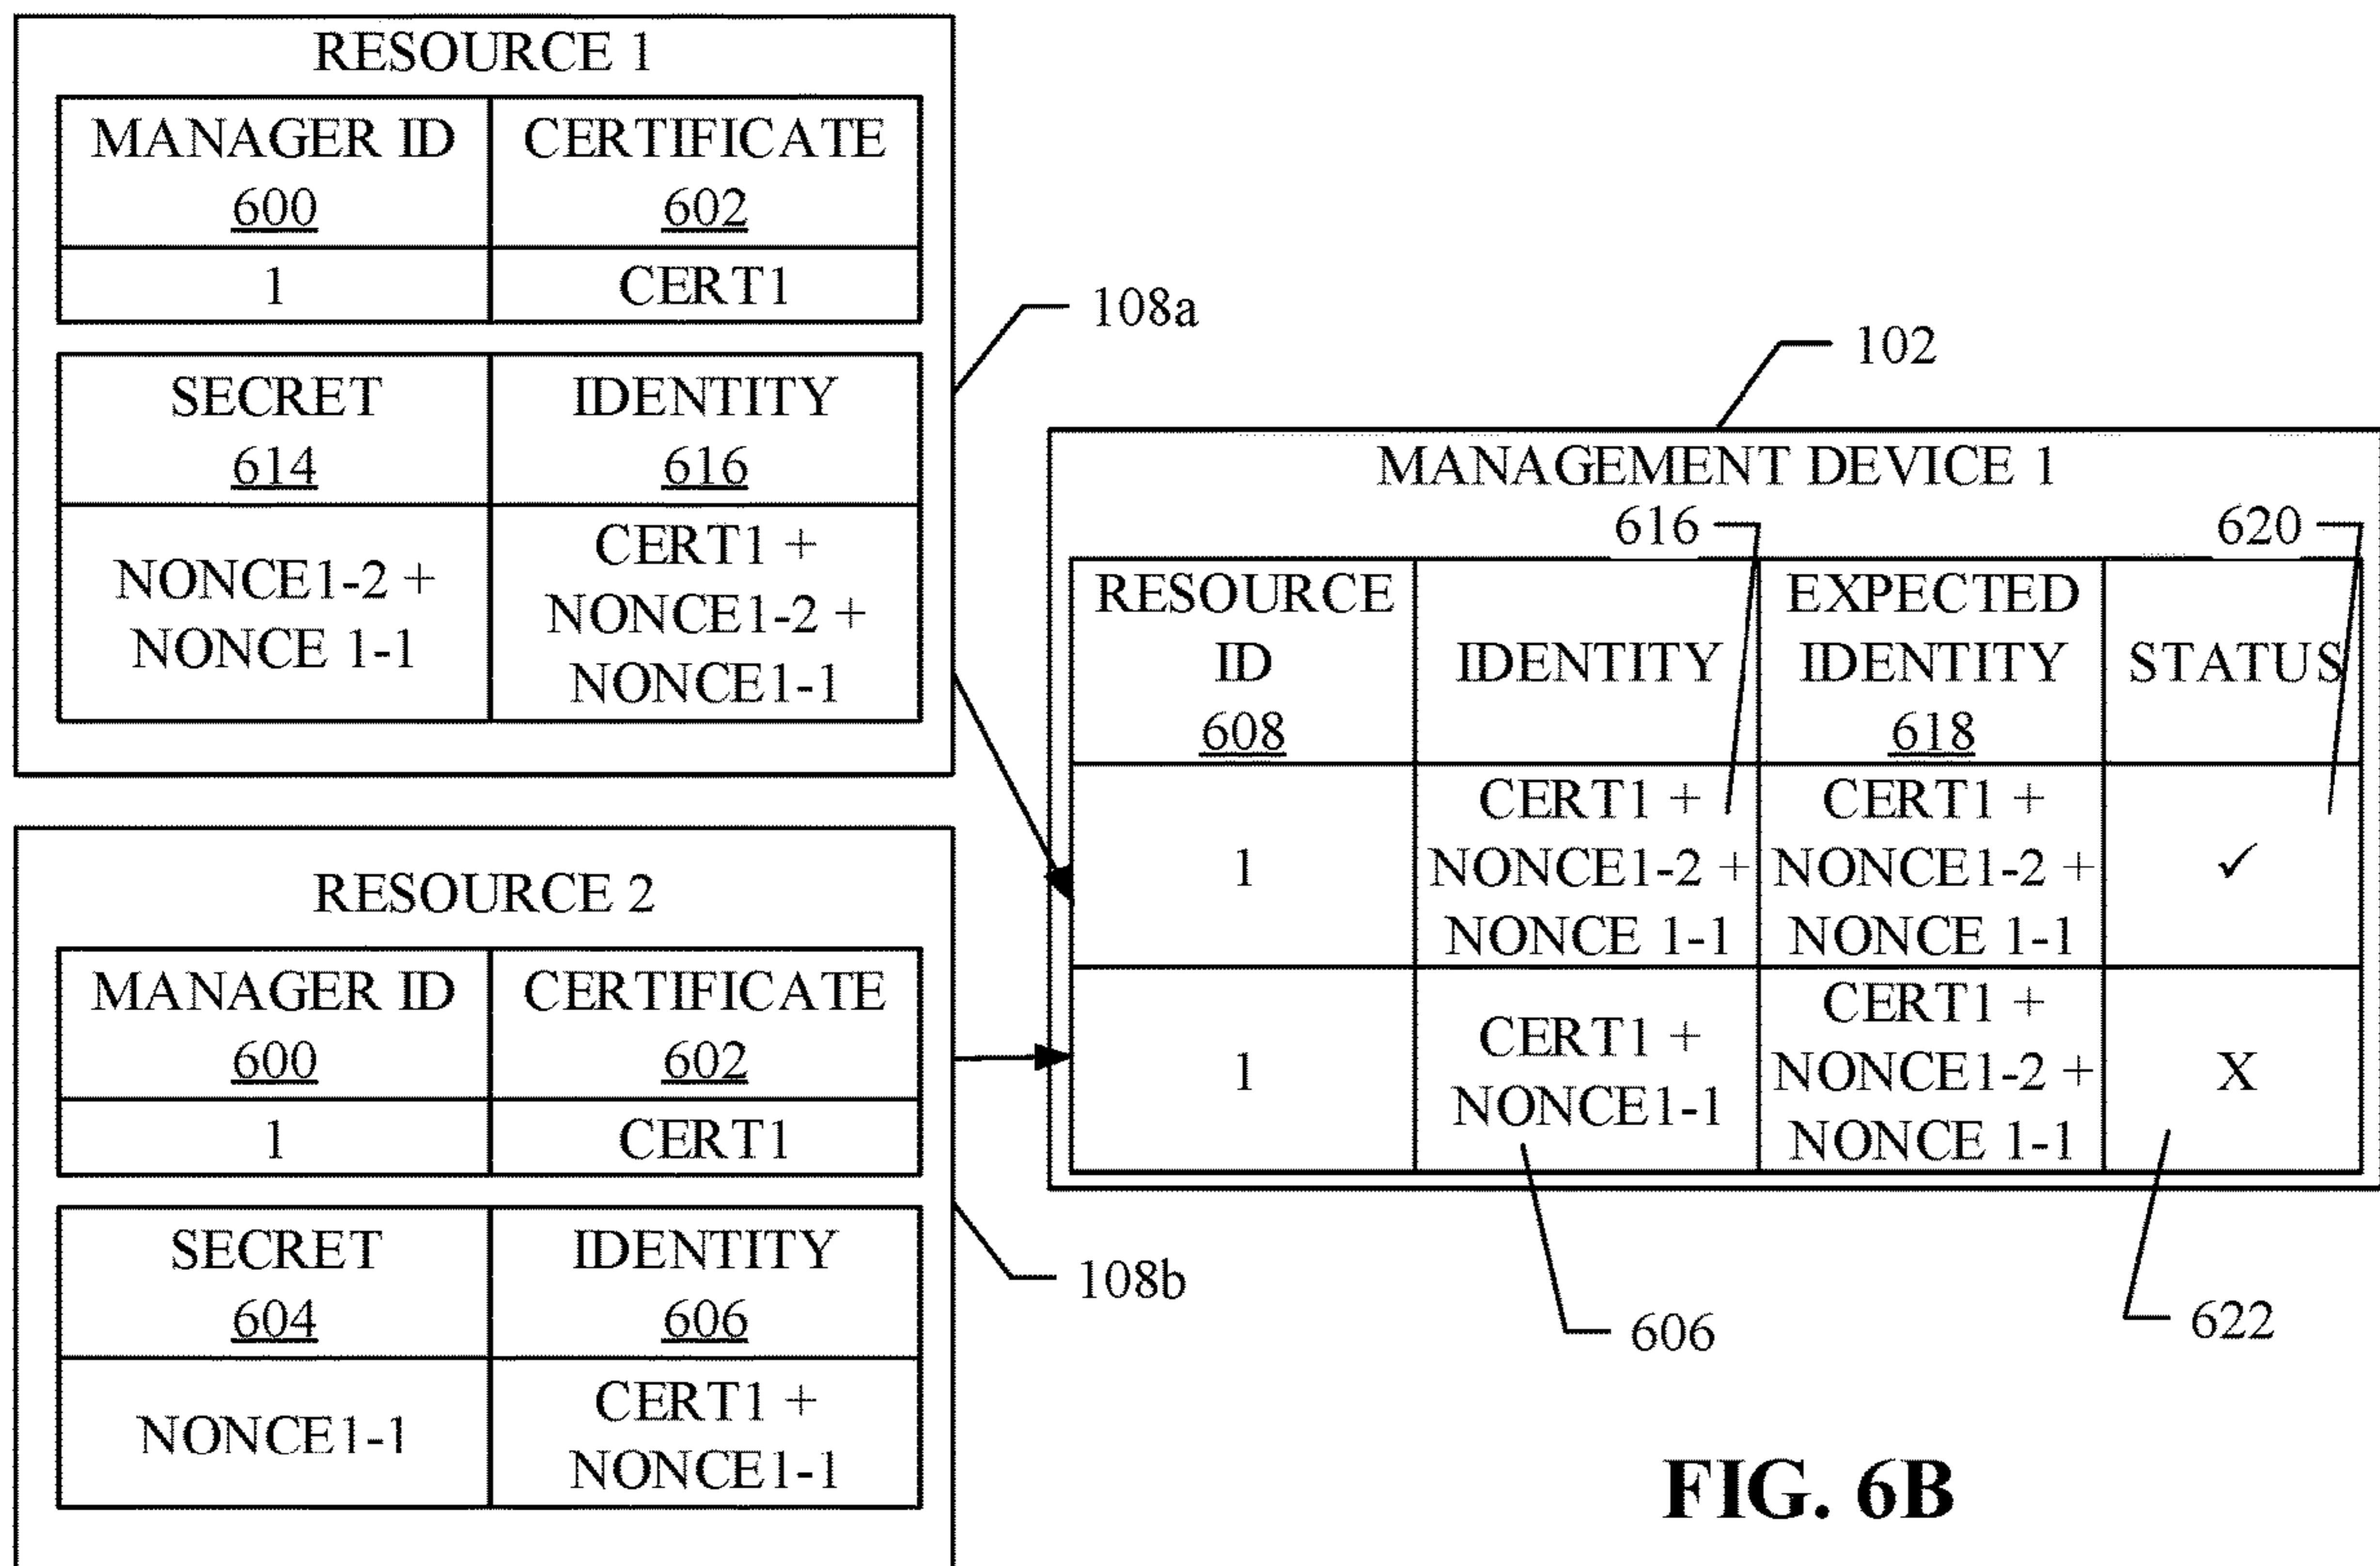 RESOURCE 1
MANAGER ID
600
CERTIFICATE
602
1
CERT1
SECRET
614
IDENTITY
616
NONCE1-2 +
NONCE 1-1
CERT1 +
NONCE1-2 +
NONCE1-1
108a
RESOURCE 2
MANAGER ID
600
CERTIFICATE
602
1
CERT1
SECRET
604
IDENTITY
606
NONCE1-1
CERT1 +
NONCE1-1
108b
102
MANAGEMENT DEVICE 1
616
620
RESOURCE
ID
608
IDENTITY
EXPECTED
IDENTITY
618
STATUS
1
CERT1 +
NONCE1-2 +
NONCE 1-1
CERT1 +
NONCE1-2 +
NONCE 1-1
✓
1
CERT1 +
NONCE1-1
CERT1 +
NONCE1-2 +
NONCE 1-1
X
606
622
FIG. 6B